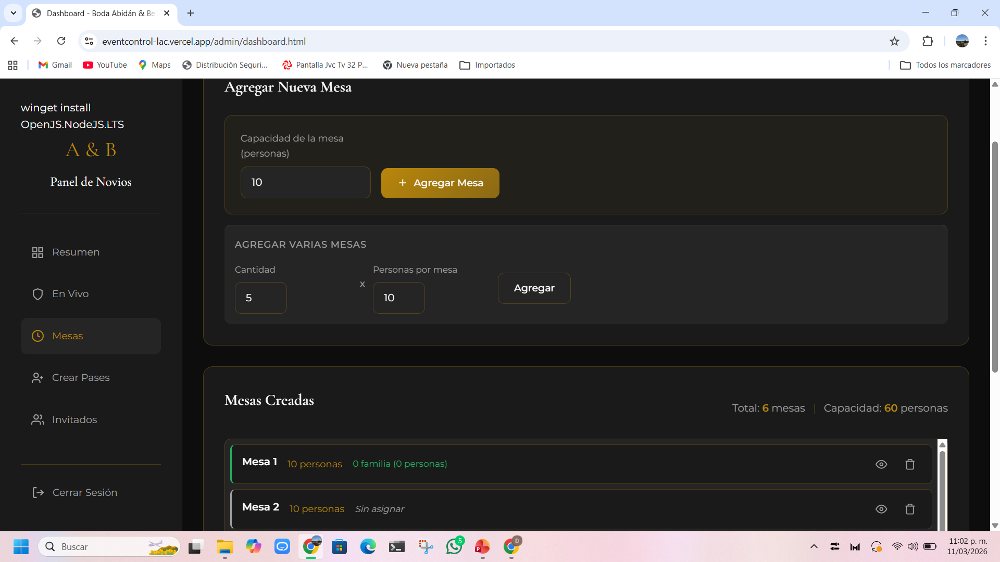 Dashboard - Boda Abidán & Be
eventcontrol-lac.vercel.app/admin/dashboard.html
Gmail
YouTube
Maps
Distribución Seguri...
Pantalla Jvc Tv 32 P...
Nueva pestaña
Importados
Todos los marcadores
winget install
OpenJS.NodeJS.LTS
A & B
Panel de Novios
Resumen
En Vivo
Mesas
Crear Pases
Invitados
Cerrar Sesión
Agregar Nueva Mesa
Capacidad de la mesa
(personas)
10
+ Agregar Mesa
AGREGAR VARIAS MESAS
Cantidad
Personas por mesa
5
x
10
Agregar
Mesas Creadas
Total: 6 mesas | Capacidad: 60 personas
Mesa 1 10 personas 0 familia (0 personas)
Mesa 2 10 personas Sin asignar
Buscar
5
D
11:02 p. m.
11/03/2026